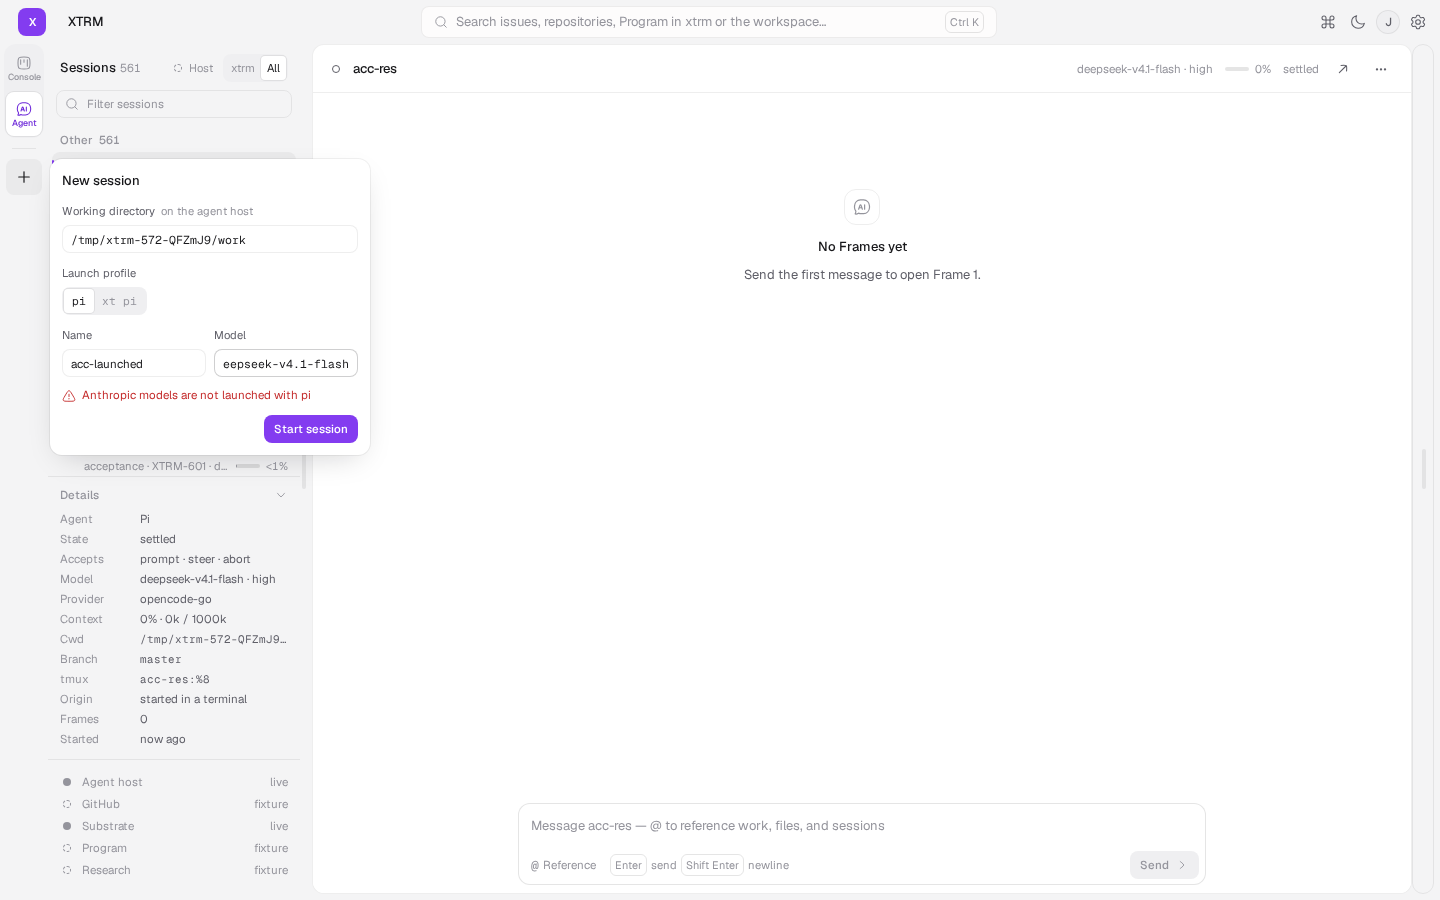 X XTRM
Search issues, repositories, Program in xtrm or the workspace... Ctrl K
J
Console
AI
Agent
Sessions 561 Host xtrm All
Filter sessions
Other 561
New session
Working directory on the agent host
/tmp/xtrm-572-QFZmJ9/work
Launch profile
pi xt pi
Name Model
acc-launched eepseek-v4.1-flash
Anthropic models are not launched with pi
Start session
acceptance · XTRM-601 · d... <1%
Details
Agent Pi
State settled
Accepts prompt · steer · abort
Model deepseek-v4.1-flash · high
Provider opencode-go
Context 0% · 0k / 1000k
Cwd /tmp/xtrm-572-QFZmJ9…
Branch master
tmux acc-res:%8
Origin started in a terminal
Frames 0
Started now ago
Agent host live
GitHub fixture
Substrate live
Program fixture
Research fixture
acc-res deepseek-v4.1-flash · high 0% settled
AI
No Frames yet
Send the first message to open Frame 1.
Message acc-res — @ to reference work, files, and sessions
@ Reference Enter send Shift Enter newline Send